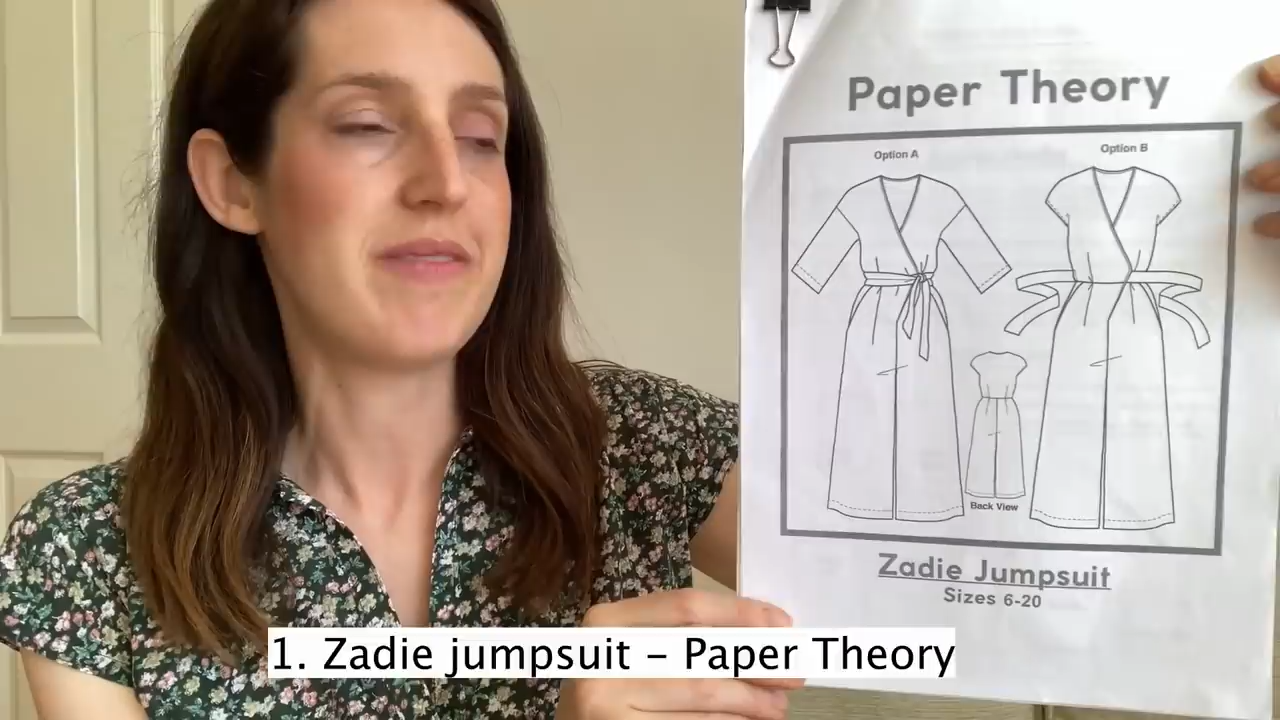 Paper Theory
Option A
Option B
Back View
Zadie Jumpsuit
Sizes 6-20
1. Zadie jumpsuit – Paper Theory